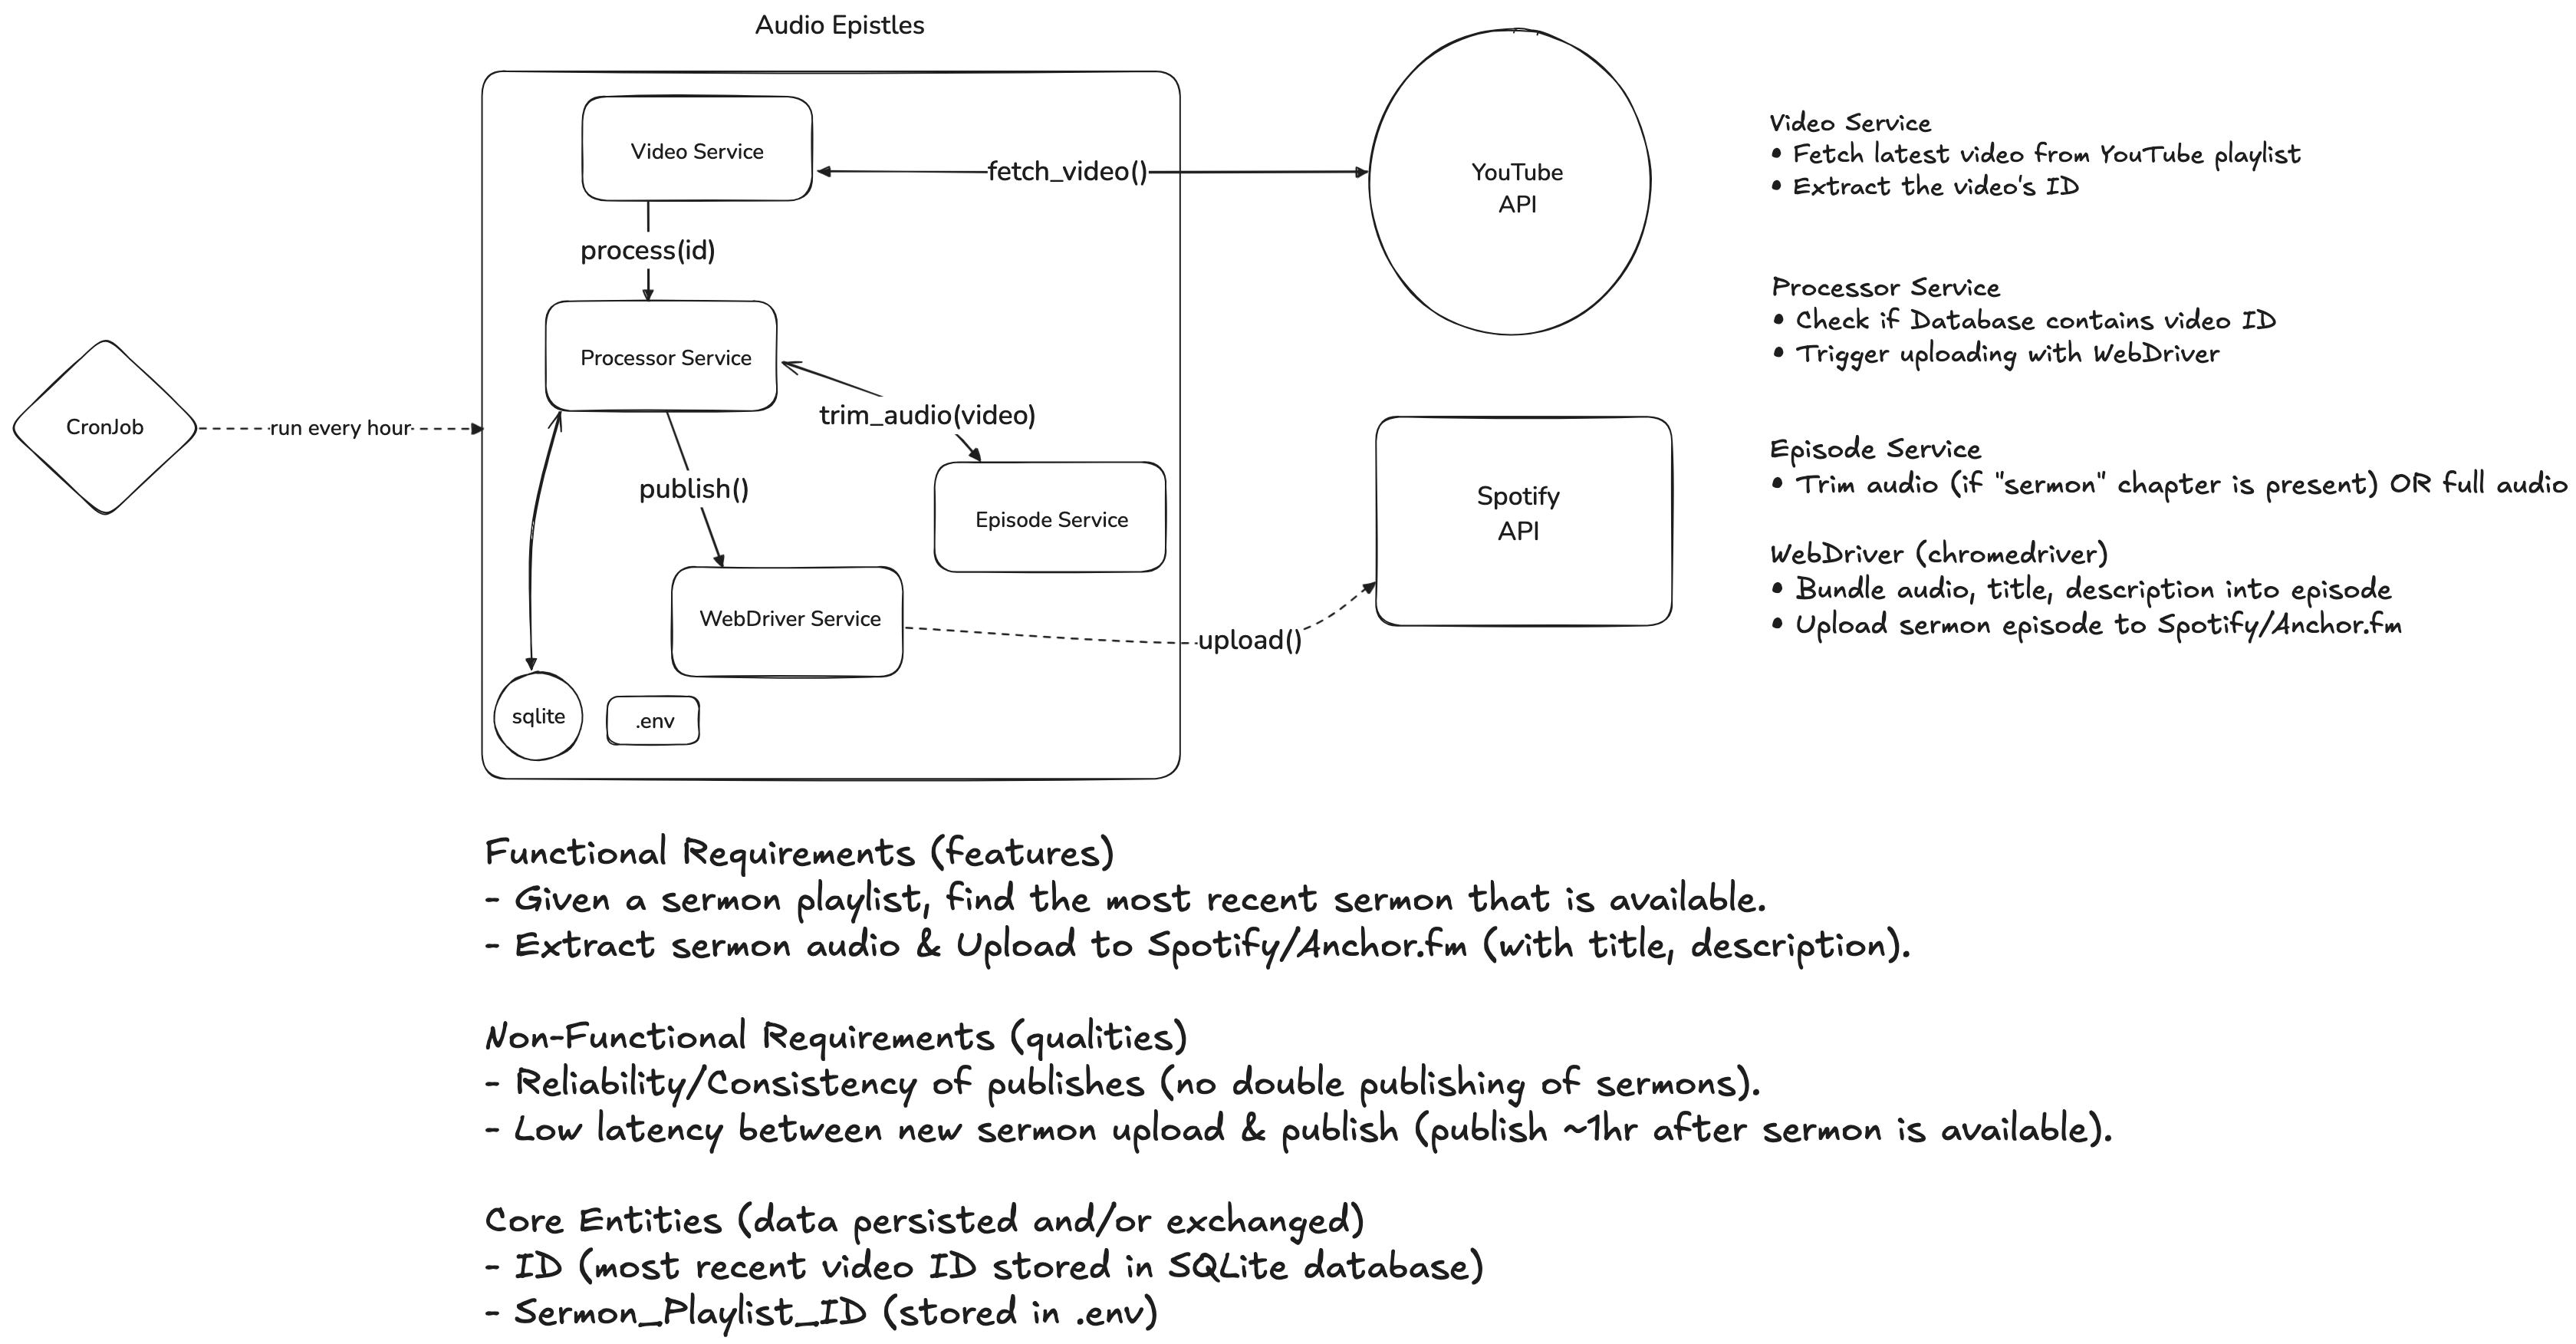 Audio Epistles
Video Service
fetch_video()
YouTube
API
process(id)
Processor Service
CronJob
run every hour
trim_audio(video)
publish()
Episode Service
Spotify
API
WebDriver Service
upload()
sqlite
.env
Video Service
• Fetch latest video from YouTube playlist
• Extract the video's ID
Processor Service
• Check if Database contains video ID
• Trigger uploading with WebDriver
Episode Service
• Trim audio (if "sermon" chapter is present) OR full audio
WebDriver (chromedriver)
• Bundle audio, title, description into episode
• Upload sermon episode to Spotify/Anchor.fm
Functional Requirements (features)
- Given a sermon playlist, find the most recent sermon that is available.
- Extract sermon audio & Upload to Spotify/Anchor.fm (with title, description).
Non-Functional Requirements (qualities)
- Reliability/Consistency of publishes (no double publishing of sermons).
- Low latency between new sermon upload & publish (publish ~1hr after sermon is available).
Core Entities (data persisted and/or exchanged)
- ID (most recent video ID stored in SQLite database)
- Sermon_Playlist_ID (stored in .env)